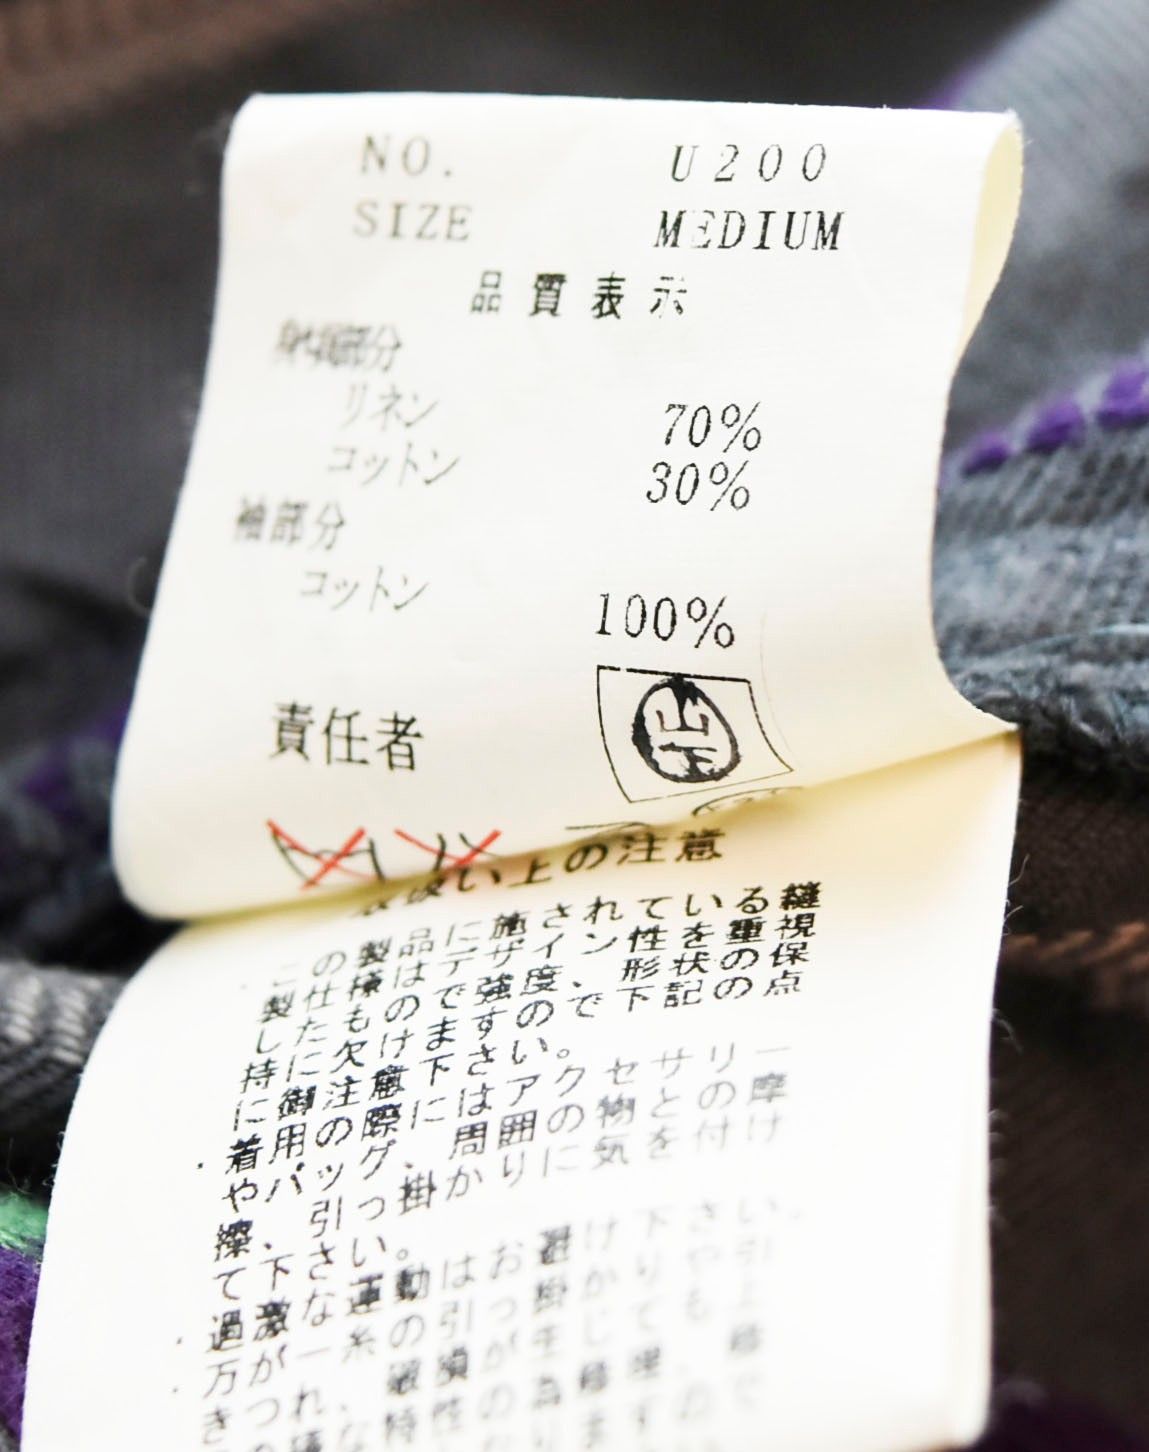 NO. U200
SIZE MEDIUM
品質表示
身頃部分
リネン 70%
コットン 30%
袖部分
コットン 100%
責任者 山下
扱い上の注意
この製品に施されている縫
製仕様はデザイン性を重視
したもので強度、形状の保
持に欠けますので下記の点
に御注意下さい。
・着用の際にはアクセサリー
やバッグ、周囲の物との摩
擦、引っ掛かりに気を付け
て下さい。
・過激な運動はお避け下さい。
・万が一糸の引っ掛かりや引